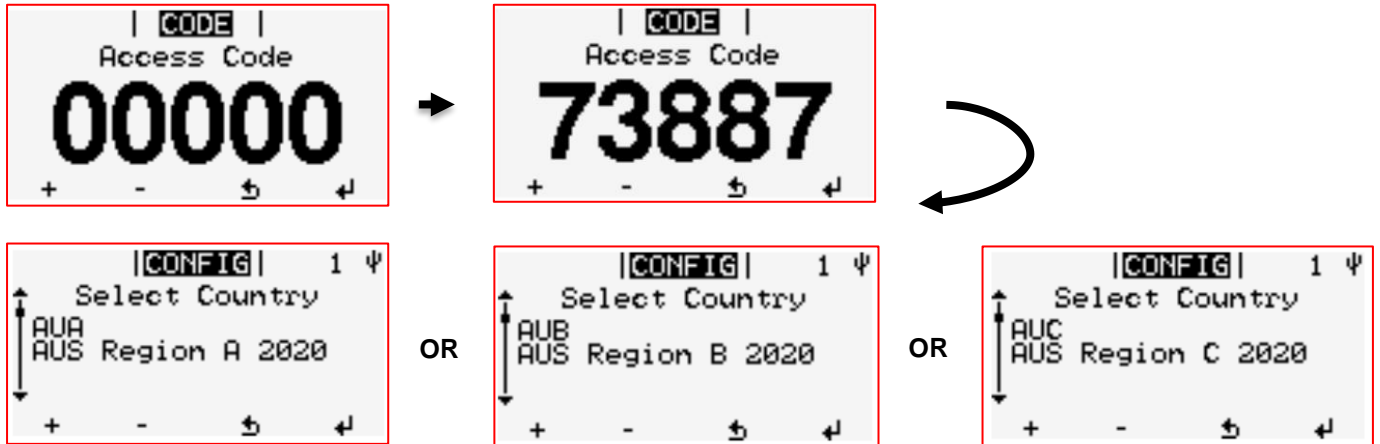 | CODE |
Access Code
00000
+ -
| CODE |
Access Code
73887
+ -
|CONFIG| 1
Select Country
AUA
AUS Region A 2020
+ -
OR
|CONFIG| 1
Select Country
AUB
AUS Region B 2020
+ -
OR
|CONFIG| 1
Select Country
AUC
AUS Region C 2020
+ -